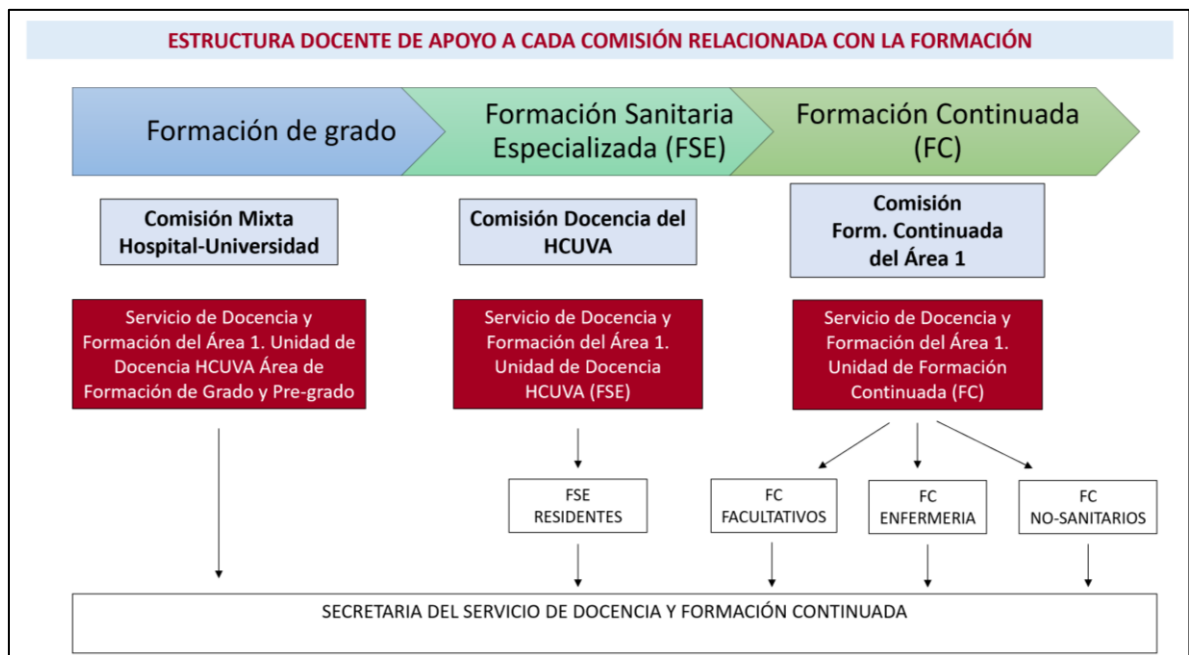 ESTRUCTURA DOCENTE DE APOYO A CADA COMISIÓN RELACIONADA CON LA FORMACIÓN
Formación de grado
Formación Sanitaria
Especializada (FSE)
Formación Continuada
(FC)
Comisión Mixta
Hospital-Universidad
Comisión Docencia del
HCUVA
Comisión
Form. Continuada
del Área 1
Servicio de Docencia y
Formación del Área 1. Unidad de
Docencia HCUVA Área de
Formación de Grado y Pre-grado
Servicio de Docencia y
Formación del Área 1.
Unidad de Docencia
HCUVA (FSE)
Servicio de Docencia y
Formación del Área 1.
Unidad de Formación
Continuada (FC)
FSE
RESIDENTES
FC
FACULTATIVOS
FC
ENFERMERIA
FC
NO-SANITARIOS
SECRETARIA DEL SERVICIO DE DOCENCIA Y FORMACIÓN CONTINUADA